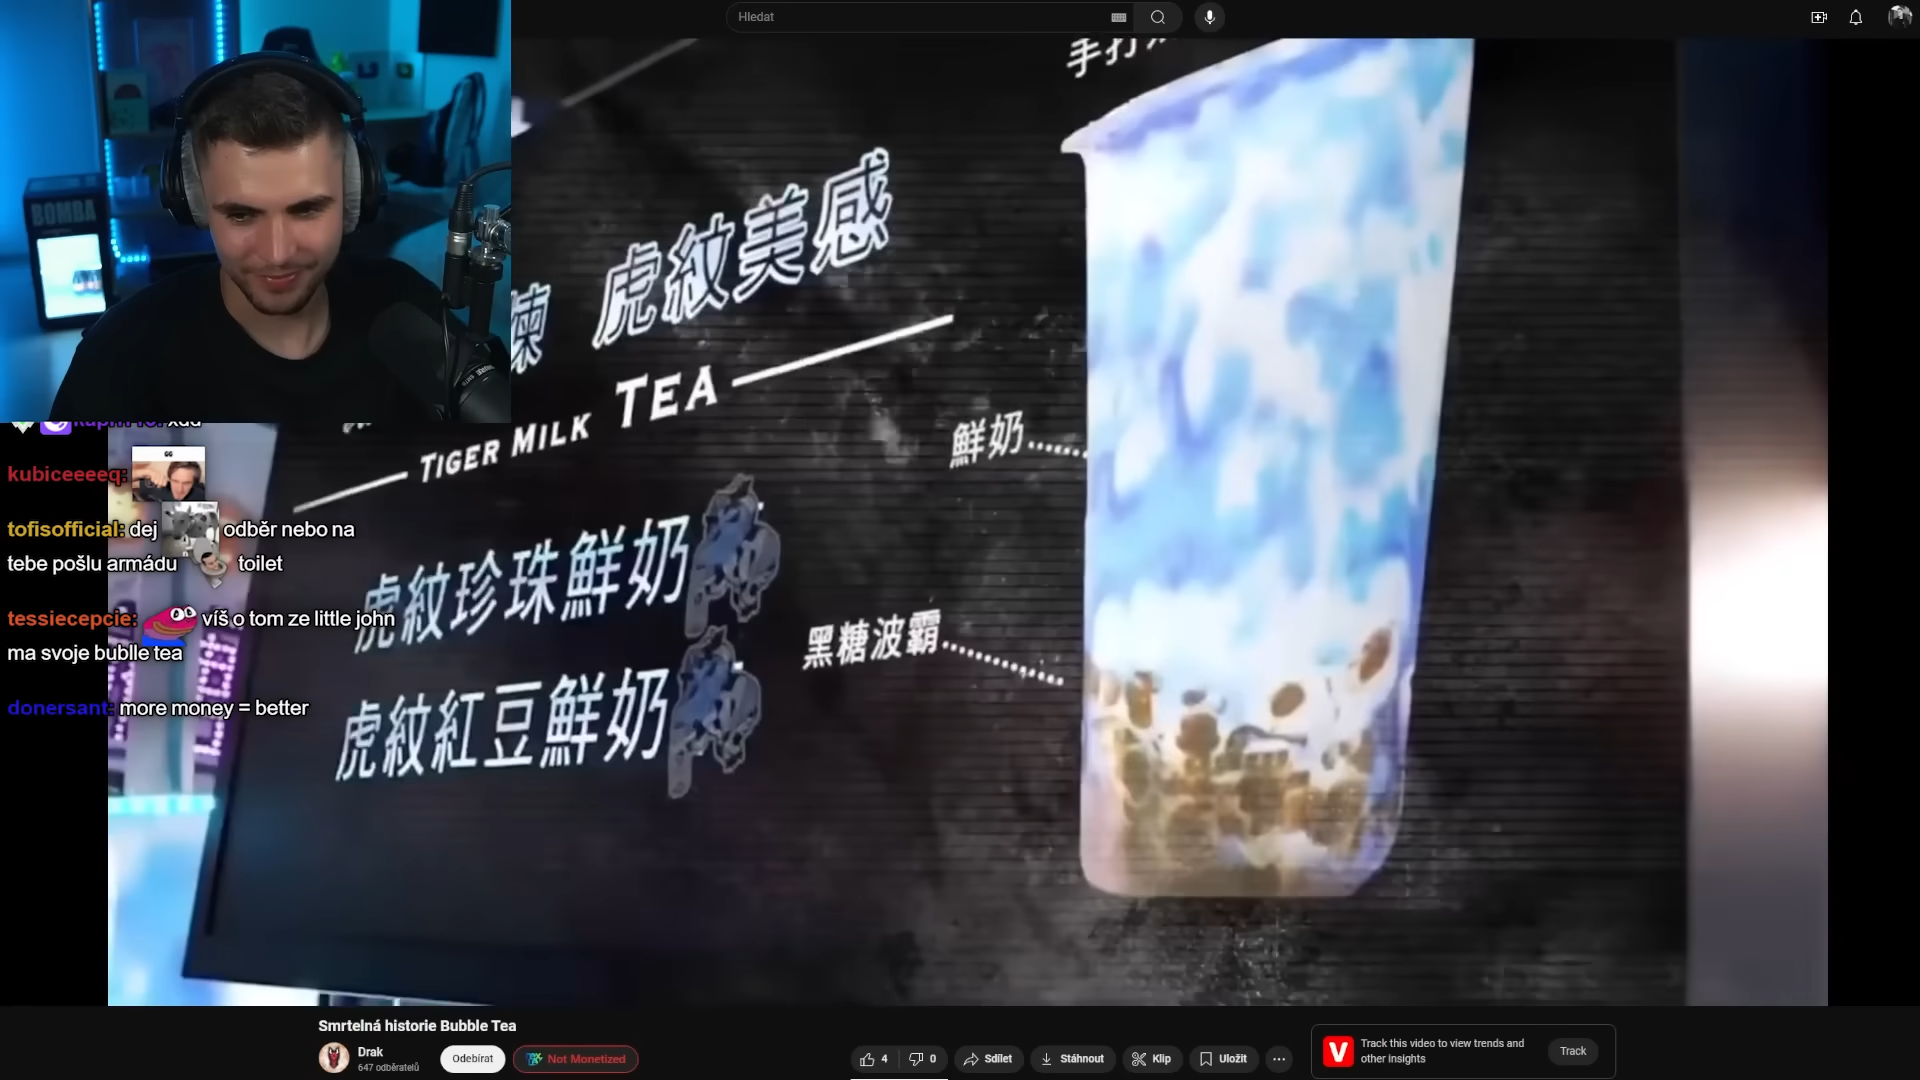 Hledat
BOMBA
手打
虎紋美感
TIGER MILK TEA
鮮奶
虎紋珍珠鮮奶
黑糖波霸
虎紋紅豆鮮奶
kubiceeeeq:
tofisofficial: dej odběr nebo na
tebe pošlu armádu toilet
tessiecepcie: víš o tom ze little john
ma svoje bublle tea
donersant: more money = better
Smrtelná historie Bubble Tea
Drak
647 odběratelů
Odebírat
Not Monetized
4
0
Sdílet
Stáhnout
Klip
Uložit
Track this video to view trends and
other insights
Track